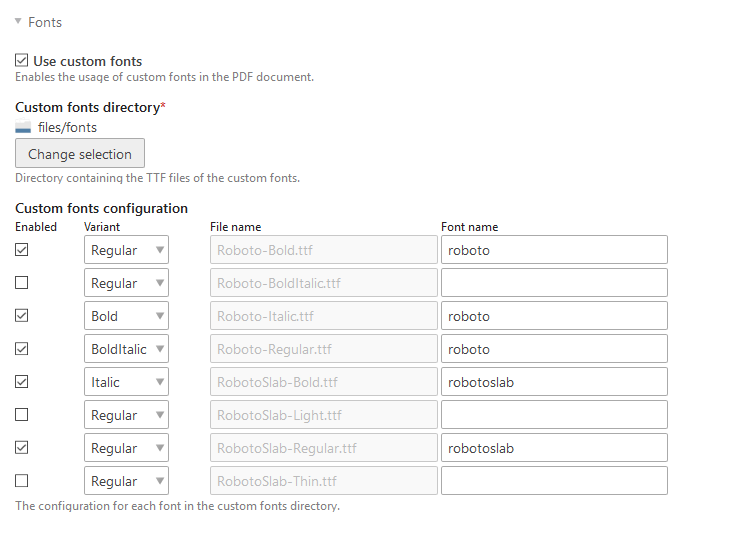 Fonts
Use custom fonts
Enables the usage of custom fonts in the PDF document.
Custom fonts directory*
files/fonts
Change selection
Directory containing the TTF files of the custom fonts.
Custom fonts configuration
Enabled Variant File name Font name
Regular Roboto-Bold.ttf roboto
Regular Roboto-BoldItalic.ttf
Bold Roboto-Italic.ttf roboto
BoldItalic Roboto-Regular.ttf roboto
Italic RobotoSlab-Bold.ttf robotoslab
Regular RobotoSlab-Light.ttf
Regular RobotoSlab-Regular.ttf robotoslab
Regular RobotoSlab-Thin.ttf
The configuration for each font in the custom fonts directory.